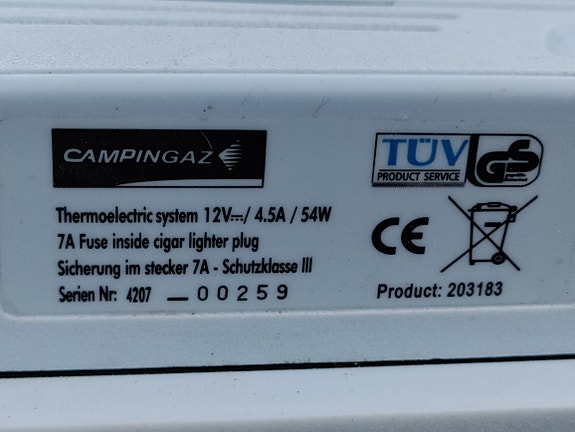 CAMPINGAZ
TÜV
PRODUCT SERVICE
GS
Thermoelectric system 12V⎓/ 4.5A / 54W
7A Fuse inside cigar lighter plug
Sicherung im stecker 7A - Schutzklasse III
Serien Nr: 4207 _00259
CE
Product: 203183